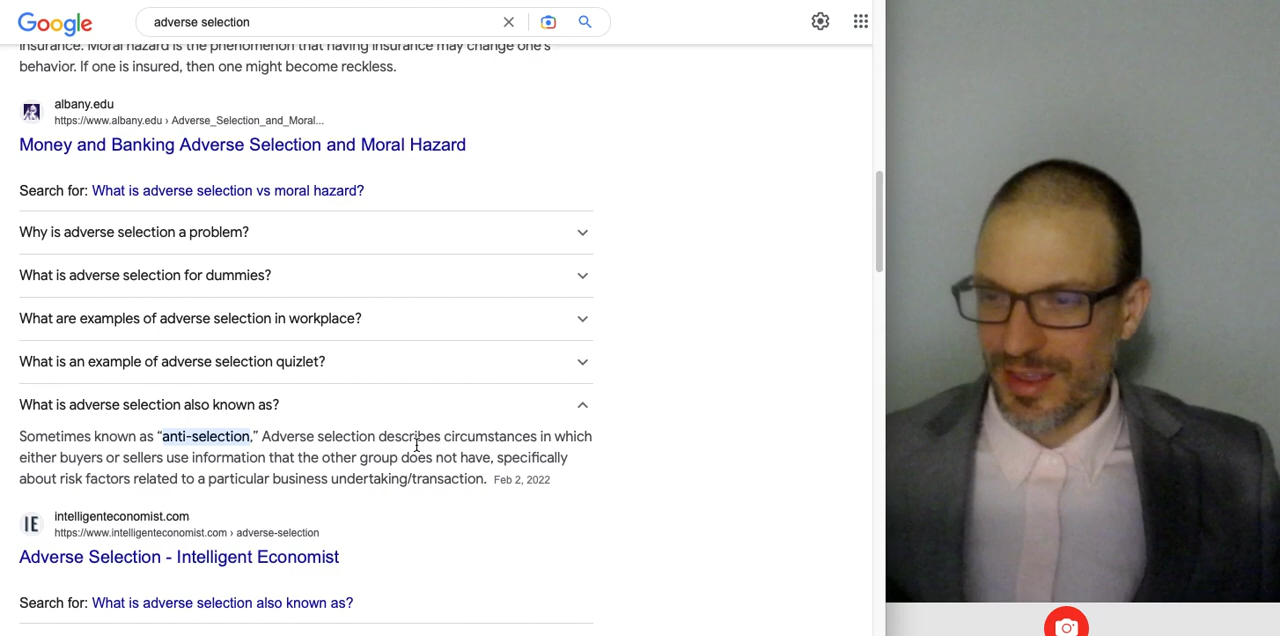 Google
adverse selection
insurance. Moral hazard is the phenomenon that having insurance may change one's
behavior. If one is insured, then one might become reckless.
albany.edu
https://www.albany.edu › Adverse_Selection_and_Moral...
Money and Banking Adverse Selection and Moral Hazard
Search for: What is adverse selection vs moral hazard?
Why is adverse selection a problem?
What is adverse selection for dummies?
What are examples of adverse selection in workplace?
What is an example of adverse selection quizlet?
What is adverse selection also known as?
Sometimes known as “anti-selection,” Adverse selection describes circumstances in which
either buyers or sellers use information that the other group does not have, specifically
about risk factors related to a particular business undertaking/transaction. Feb 2, 2022
IE
intelligenteconomist.com
https://www.intelligenteconomist.com › adverse-selection
Adverse Selection - Intelligent Economist
Search for: What is adverse selection also known as?